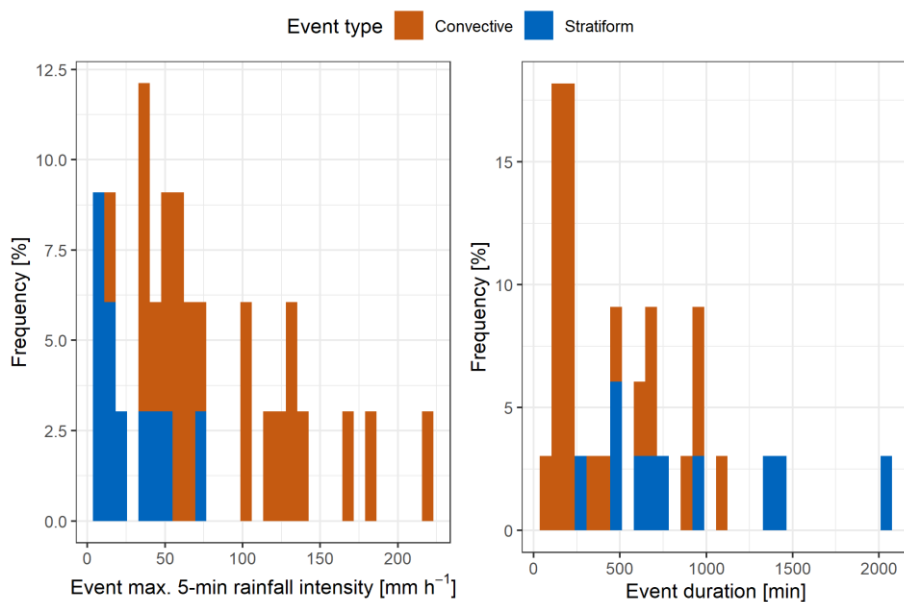 Event type Convective Stratiform
12.5
10.0
7.5
5.0
2.5
0.0
Frequency [%]
0 50 100 150 200
Event max. 5-min rainfall intensity [mm h⁻¹]
15
10
5
0
Frequency [%]
0 500 1000 1500 2000
Event duration [min]